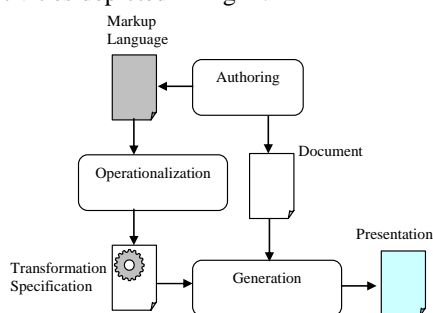 Markup
Language
Authoring
Document
Operationalization
Presentation
Transformation
Specification
Generation